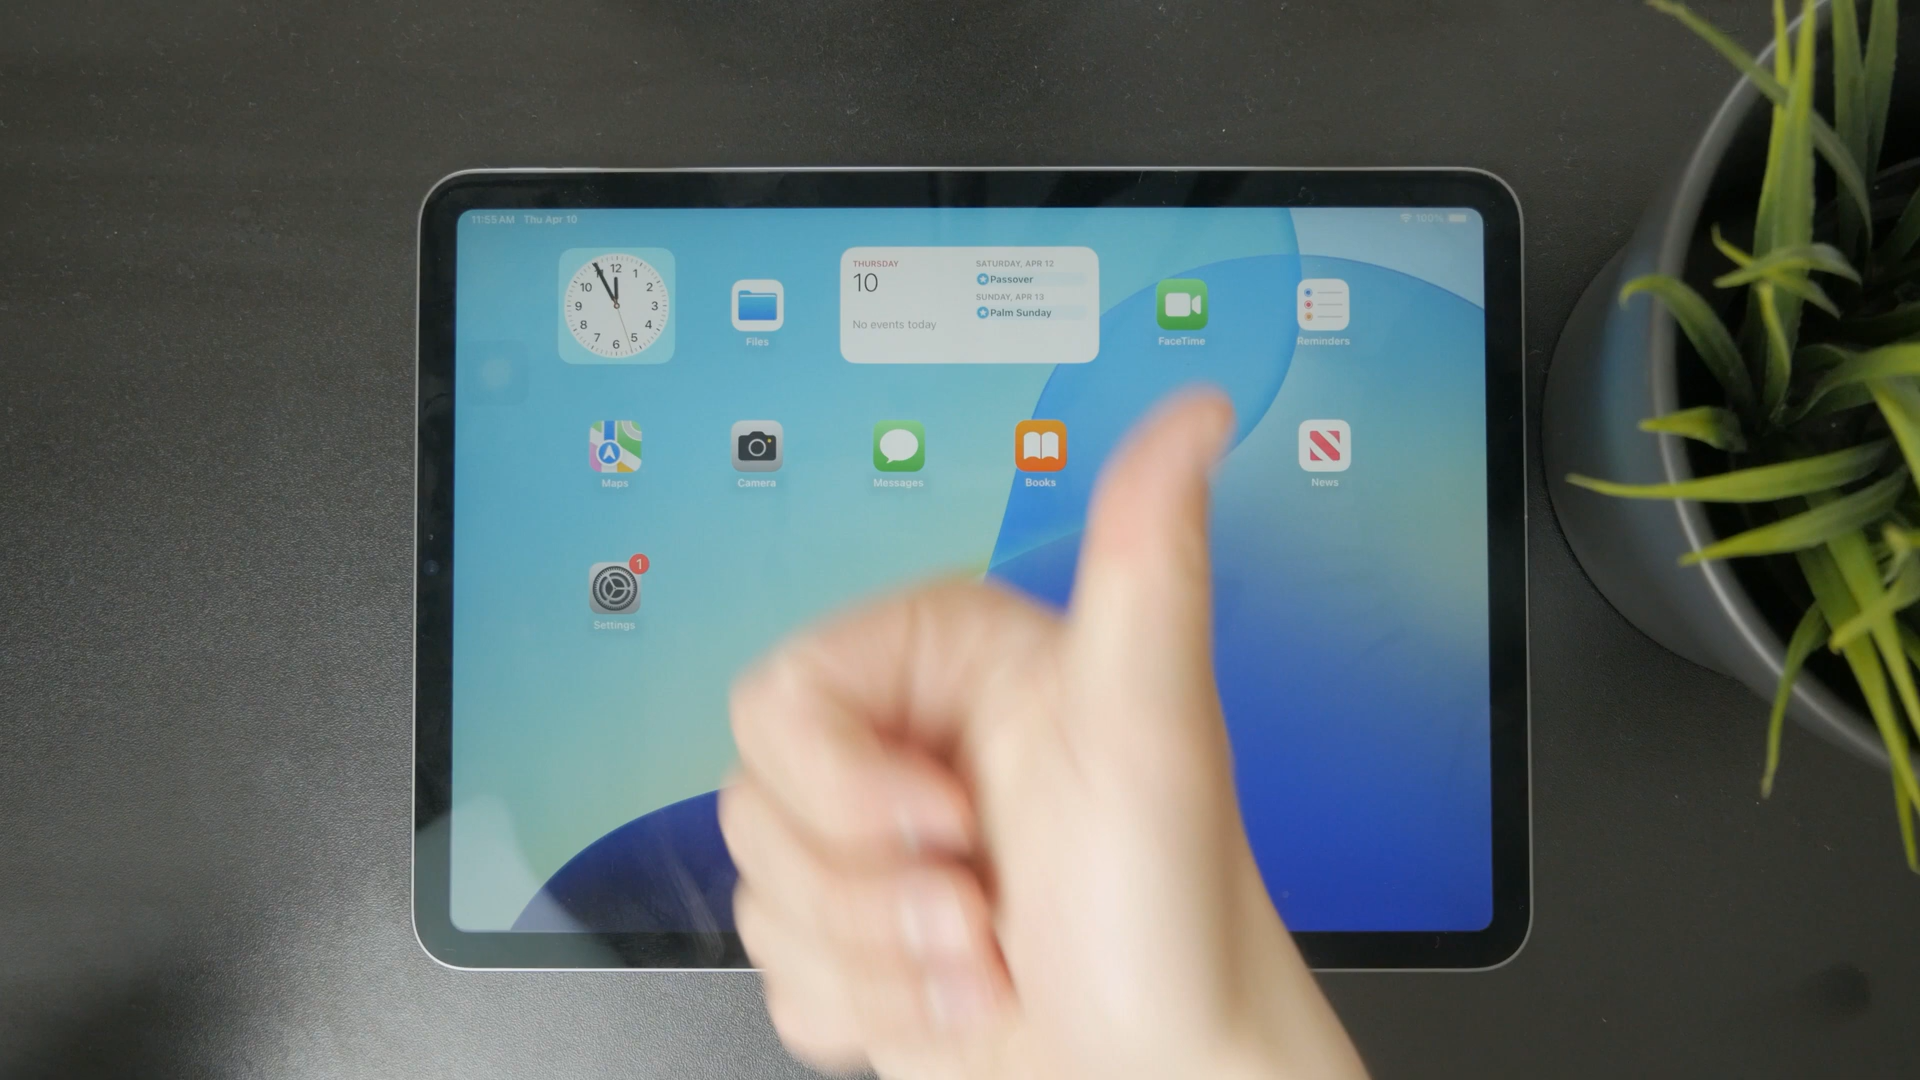 11:55 AM Thu Apr 10
100%
12
1
2
3
4
5
6
7
8
9
10
Files
THURSDAY
10
No events today
SATURDAY, APR 12
Passover
SUNDAY, APR 13
Palm Sunday
FaceTime
Reminders
Maps
Camera
Messages
Books
News
1
Settings